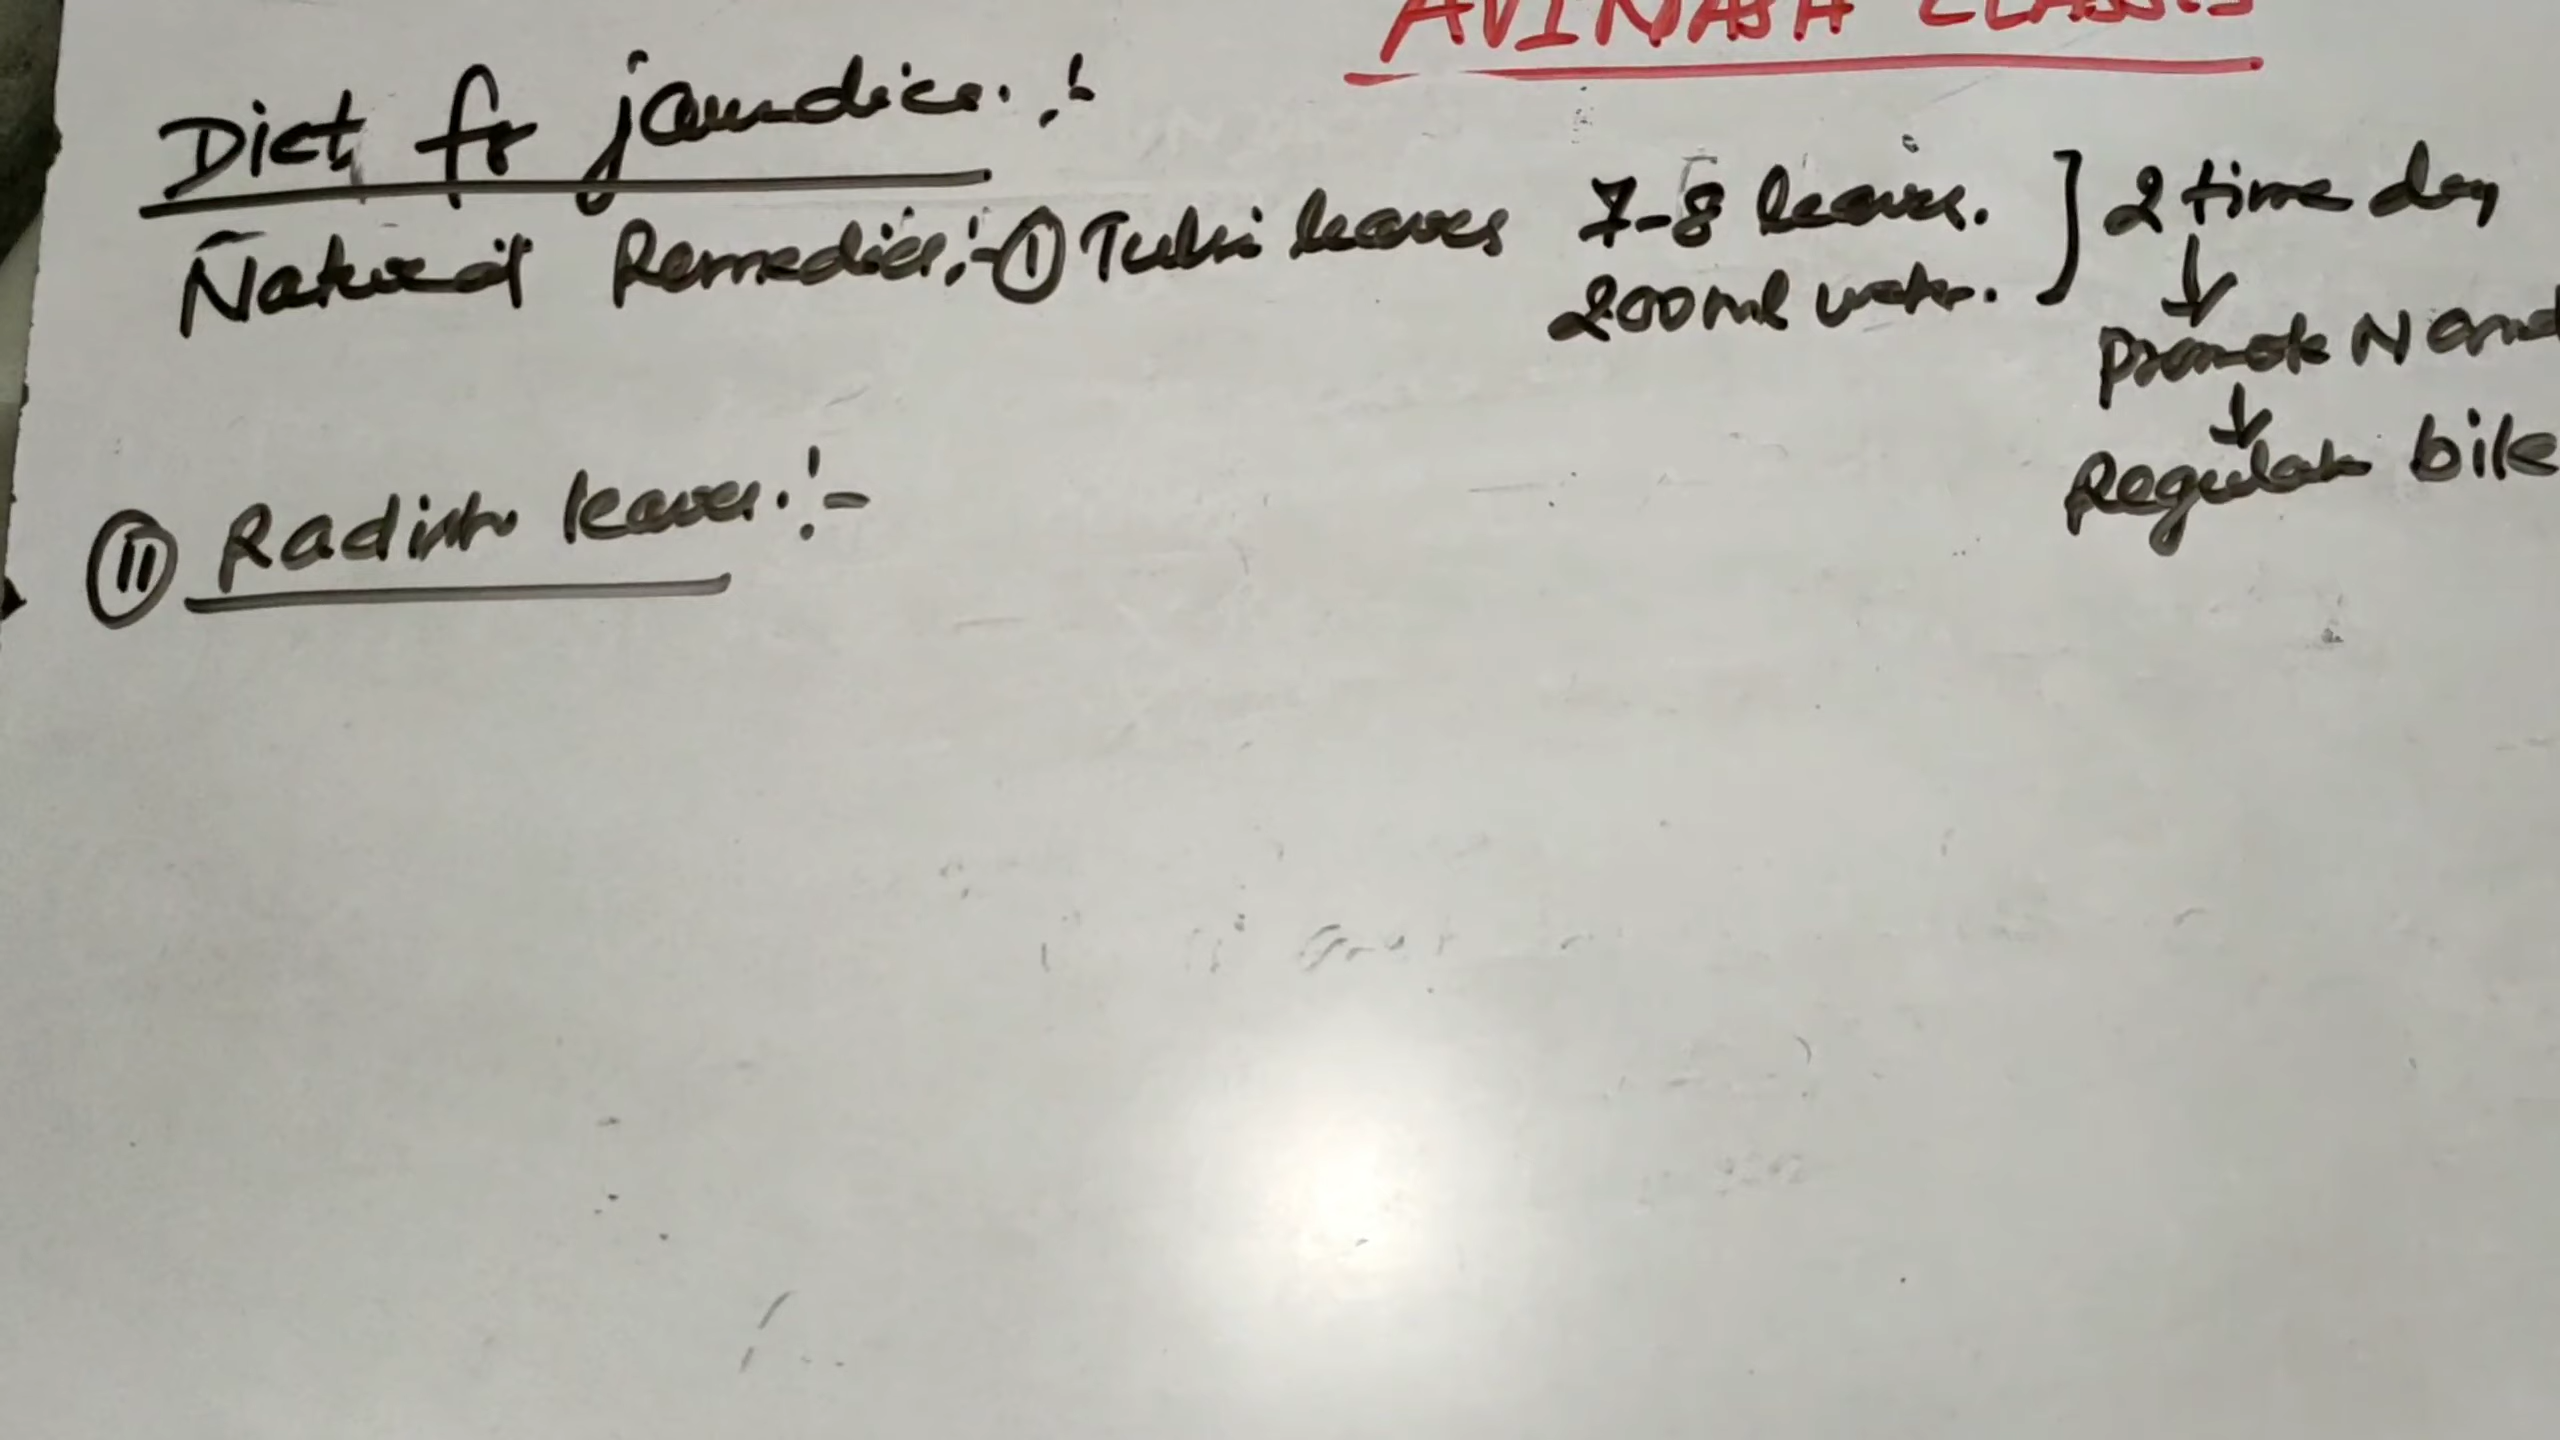 AVINASH CLASSES
Diet for jaundice :-
Natural Remedies :- ① Tulsi leaves 7-8 leaves. ] 2 time day
200ml water.
↓
Promote N and
↓
Regulate bile
⑪ Radish leaves :-